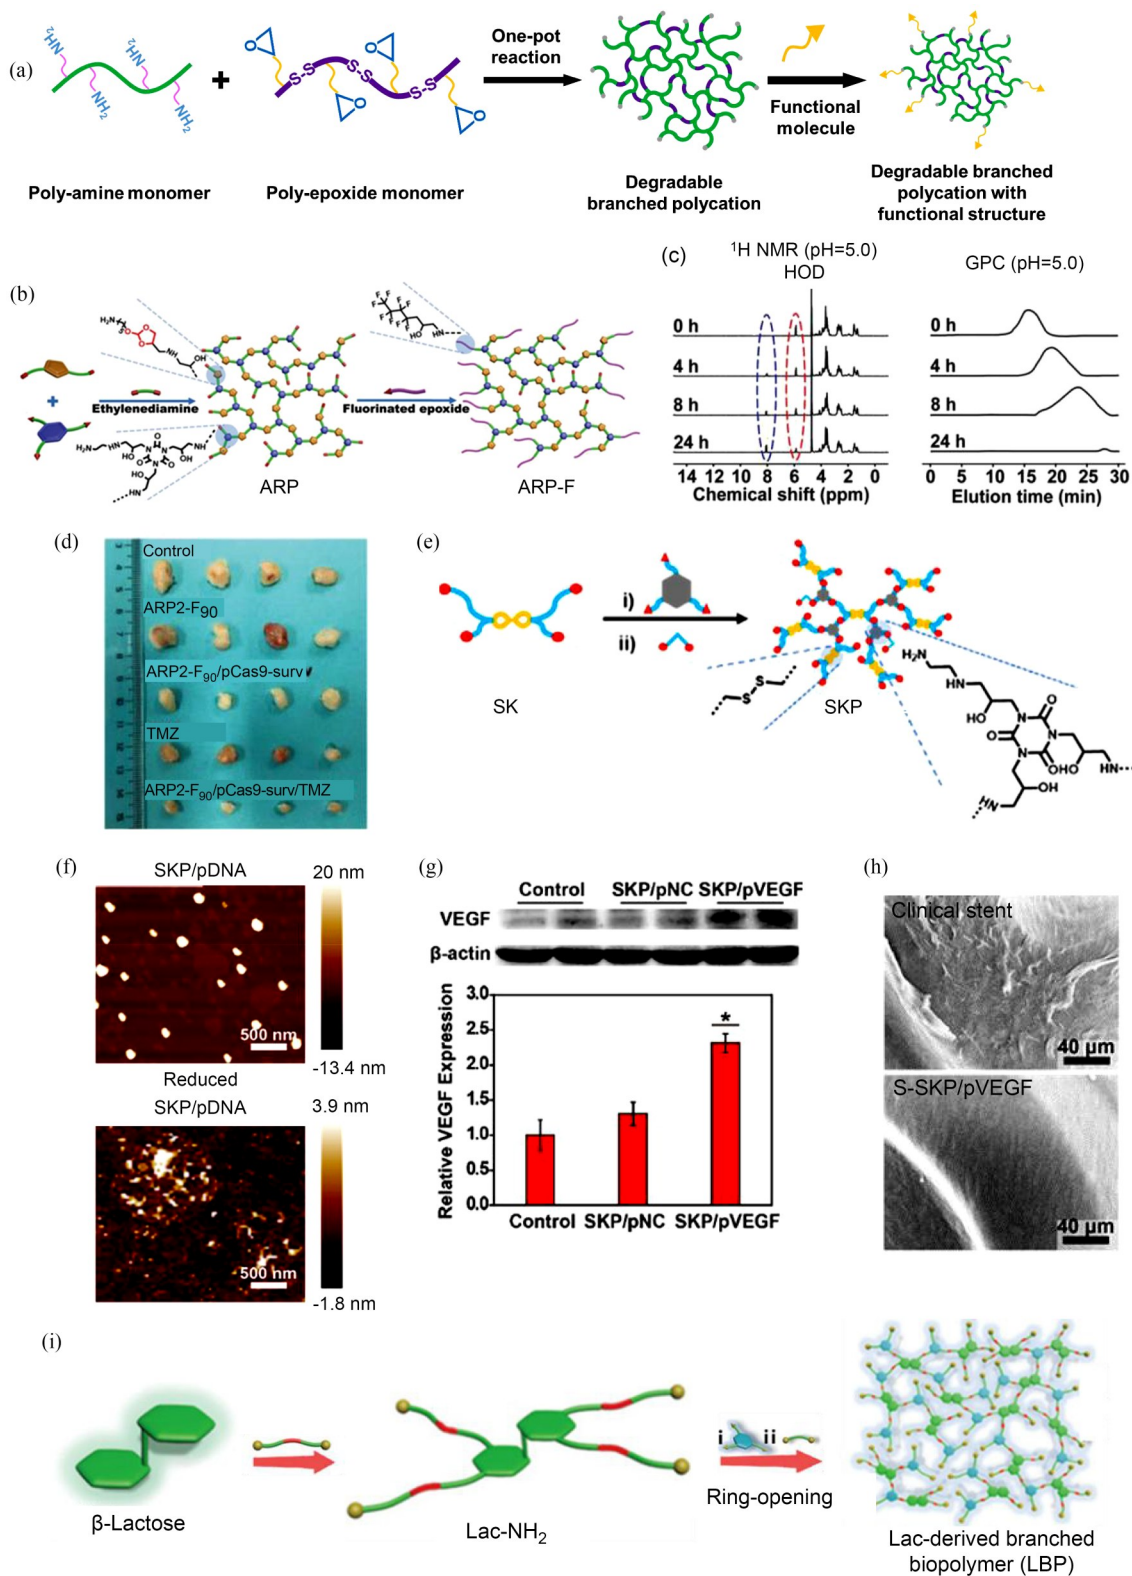 (a)
NH2
NH2
NH2
NH2
+
S-S
S-S
S-S
O
O
O
O
One-pot
reaction
Functional
molecule
Poly-amine monomer
Poly-epoxide monomer
Degradable
branched polycation
Degradable branched
polycation with
functional structure
(b)
+
Ethylenediamine
Fluorinated epoxide
ARP
ARP-F
(c)
¹H NMR (pH=5.0)
HOD
GPC (pH=5.0)
0 h
4 h
8 h
24 h
14 12 10 8 6 4 2 0
Chemical shift (ppm)
0 h
4 h
8 h
24 h
0 5 10 15 20 25 30
Elution time (min)
(d)
Control
ARP2-F₉₀
ARP2-F₉₀/pCas9-surv
TMZ
ARP2-F₉₀/pCas9-surv/TMZ
(e)
i)
ii)
SK
SKP
S
S
H₂N
NH
OH
O
O
N
N
N
O
OH
HN
HN
OH
(f)
SKP/pDNA
20 nm
500 nm
-13.4 nm
Reduced
SKP/pDNA
3.9 nm
500 nm
-1.8 nm
(g)
Control SKP/pNC SKP/pVEGF
VEGF
β-actin
Relative VEGF Expression
3.0
2.5
2.0
1.5
1.0
0.5
0.0
*
Control SKP/pNC SKP/pVEGF
(h)
Clinical stent
40 μm
S-SKP/pVEGF
40 μm
(i)
β-Lactose
Lac-NH₂
i ii
Ring-opening
Lac-derived branched
biopolymer (LBP)